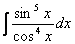 ∫ sin⁵ x / cos⁴ x dx